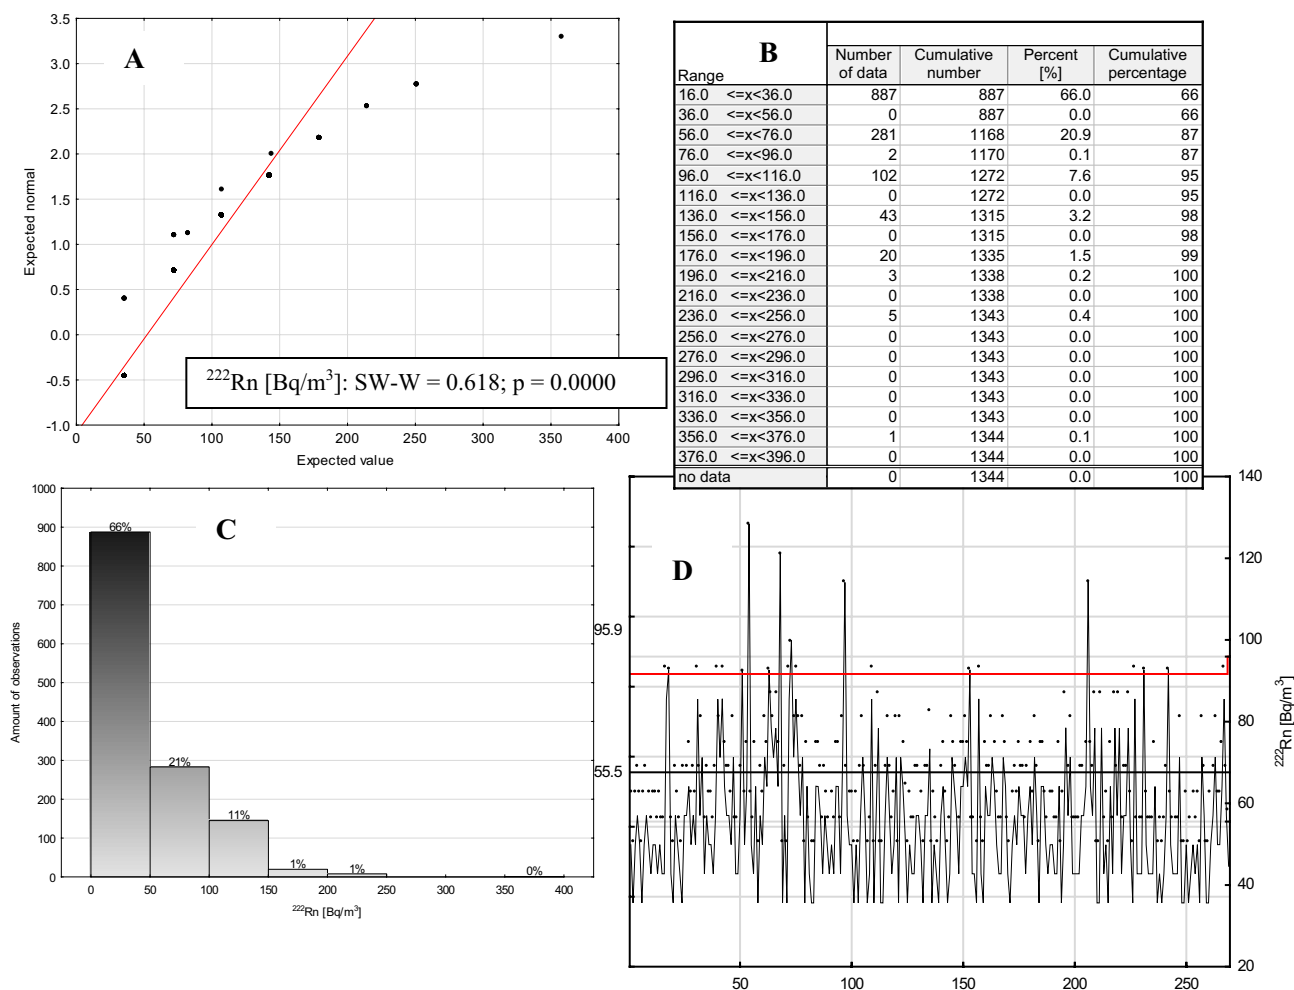 A
3.5
3.0
2.5
2.0
1.5
1.0
0.5
0.0
-0.5
-1.0
Expected normal
0 50 100 150 200 250 300 350 400
Expected value
²²²Rn [Bq/m³]: SW-W = 0.618; p = 0.0000
B
Range Number of data Cumulative number Percent [%] Cumulative percentage
16.0 <=x<36.0 887 887 66.0 66
36.0 <=x<56.0 0 887 0.0 66
56.0 <=x<76.0 281 1168 20.9 87
76.0 <=x<96.0 2 1170 0.1 87
96.0 <=x<116.0 102 1272 7.6 95
116.0 <=x<136.0 0 1272 0.0 95
136.0 <=x<156.0 43 1315 3.2 98
156.0 <=x<176.0 0 1315 0.0 98
176.0 <=x<196.0 20 1335 1.5 99
196.0 <=x<216.0 3 1338 0.2 100
216.0 <=x<236.0 0 1338 0.0 100
236.0 <=x<256.0 5 1343 0.4 100
256.0 <=x<276.0 0 1343 0.0 100
276.0 <=x<296.0 0 1343 0.0 100
296.0 <=x<316.0 0 1343 0.0 100
316.0 <=x<336.0 0 1343 0.0 100
336.0 <=x<356.0 0 1343 0.0 100
356.0 <=x<376.0 1 1344 0.1 100
376.0 <=x<396.0 0 1344 0.0 100
no data 0 1344 0.0 100
C
1000
900
800
700
600
500
400
300
200
100
0
Amount of observations
66%
21%
11%
1%
1%
0%
0 50 100 150 200 250 300 350 400
²²²Rn [Bq/m³]
D
95.9
55.5
140
120
100
80
60
40
20
²²²Rn [Bq/m³]
50 100 150 200 250